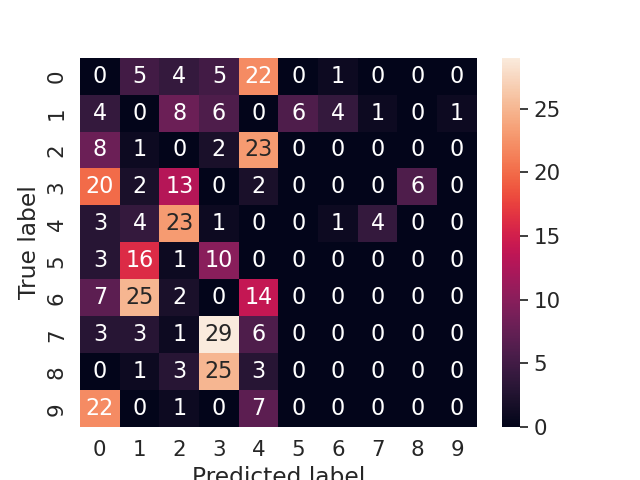 0 0 5 4 5 22 0 1 0 0 0
1 4 0 8 6 0 6 4 1 0 1
2 8 1 0 2 23 0 0 0 0 0
3 20 2 13 0 2 0 0 0 6 0
4 3 4 23 1 0 0 1 4 0 0
5 3 16 1 10 0 0 0 0 0 0
6 7 25 2 0 14 0 0 0 0 0
7 3 3 1 29 6 0 0 0 0 0
8 0 1 3 25 3 0 0 0 0 0
9 22 0 1 0 7 0 0 0 0 0
0 1 2 3 4 5 6 7 8 9
True label
Predicted label
25
20
15
10
5
0